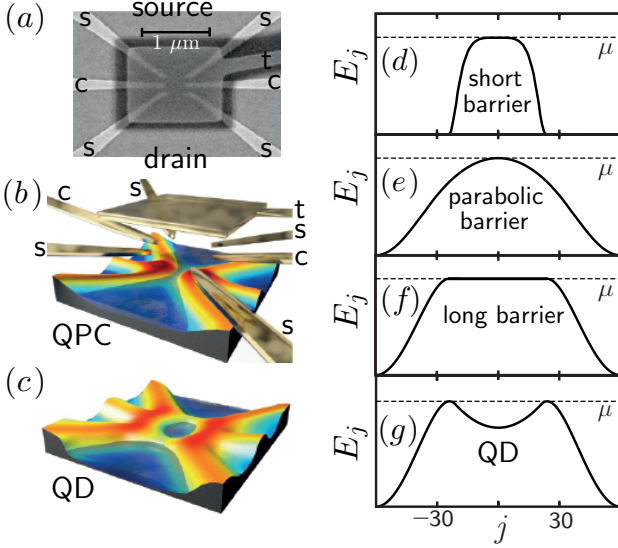 (a)
source
s
s
1 μm
t
c
c
s
s
drain
(b)
s
c
t
s
s
c
s
QPC
(c)
QD
E_j
(d)
μ
short
barrier
E_j
(e)
μ
parabolic
barrier
E_j
(f)
μ
long barrier
E_j
(g)
μ
QD
−30
j
30